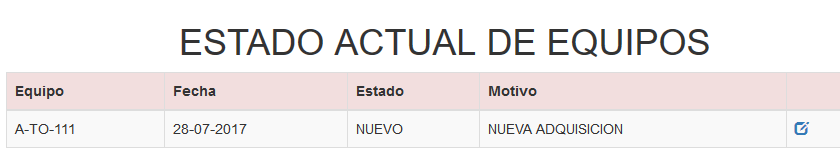 ESTADO ACTUAL DE EQUIPOS
Equipo Fecha Estado Motivo
A-TO-111 28-07-2017 NUEVO NUEVA ADQUISICION